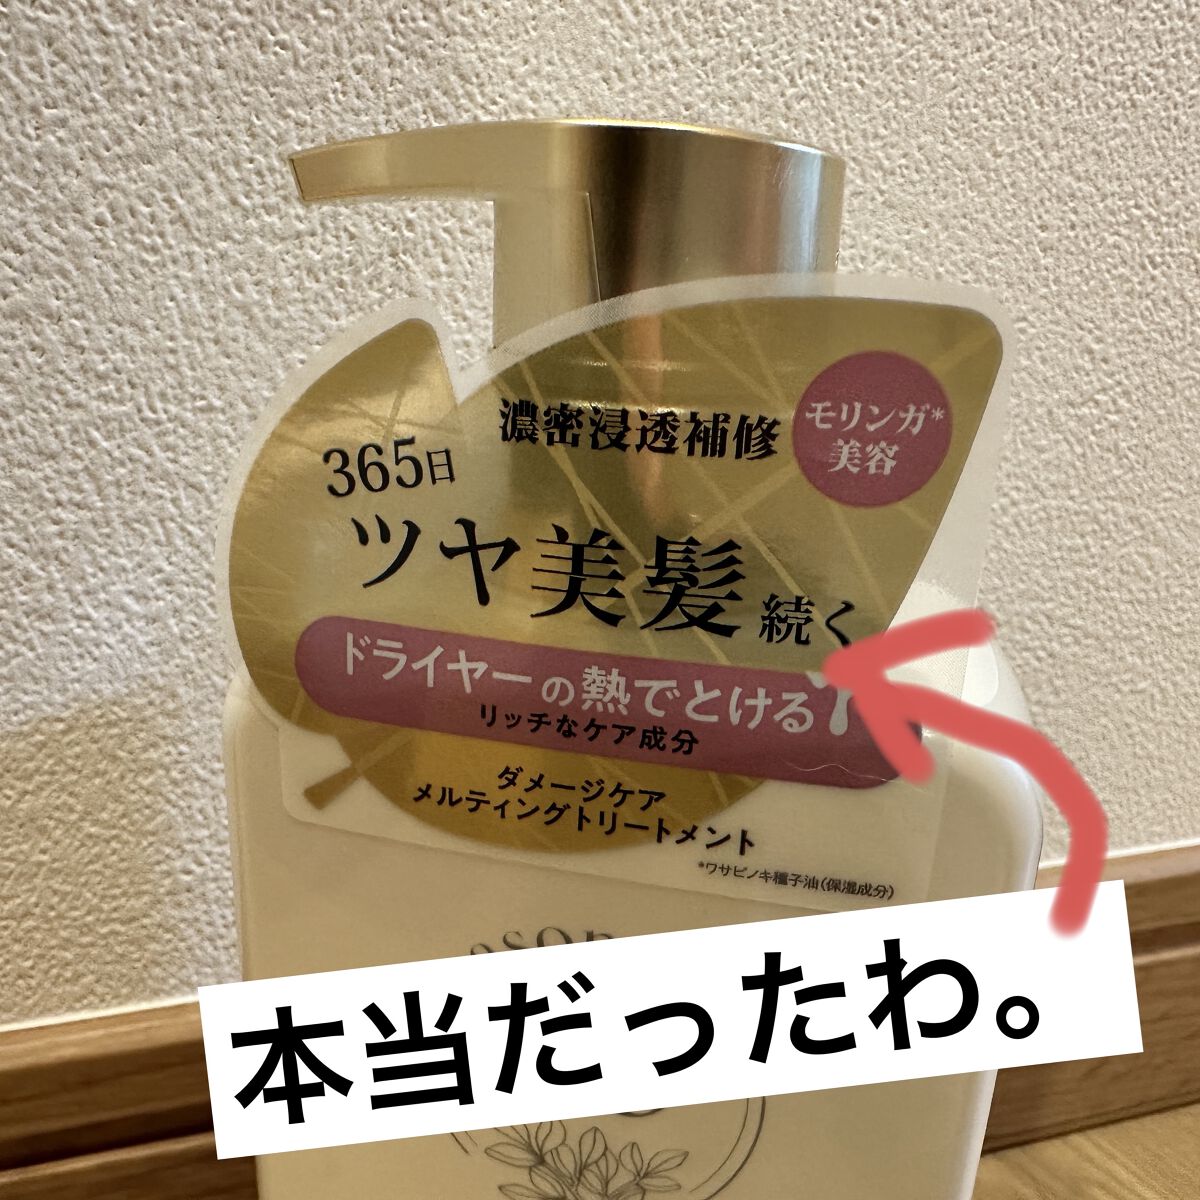 濃密浸透補修
モリンガ*
美容
365日
ツヤ美髪続く
ドライヤーの熱でとける
リッチなケア成分
ダメージケア
メルティングトリートメント
*ワサビノキ種子油(保湿成分)
本当だったわ。